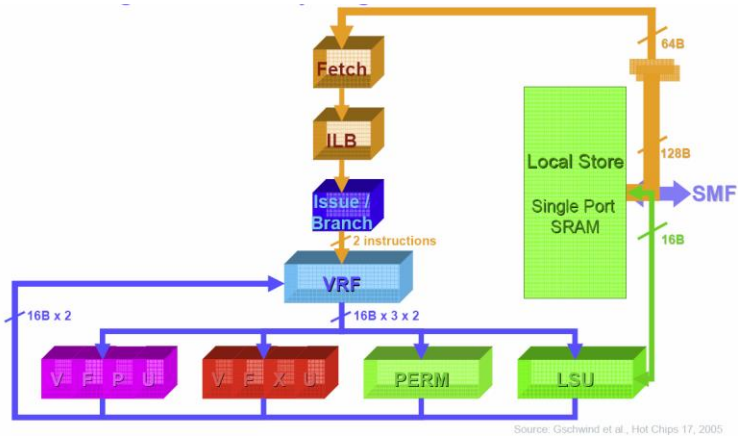 64B
Fetch
ILB
128B
Local Store
Single Port
SRAM
SMF
Issue /
Branch
2 instructions
16B
VRF
16B x 2
16B x 3 x 2
V F P U
V F X U
PERM
LSU
Source: Gschwind et al., Hot Chips 17, 2005